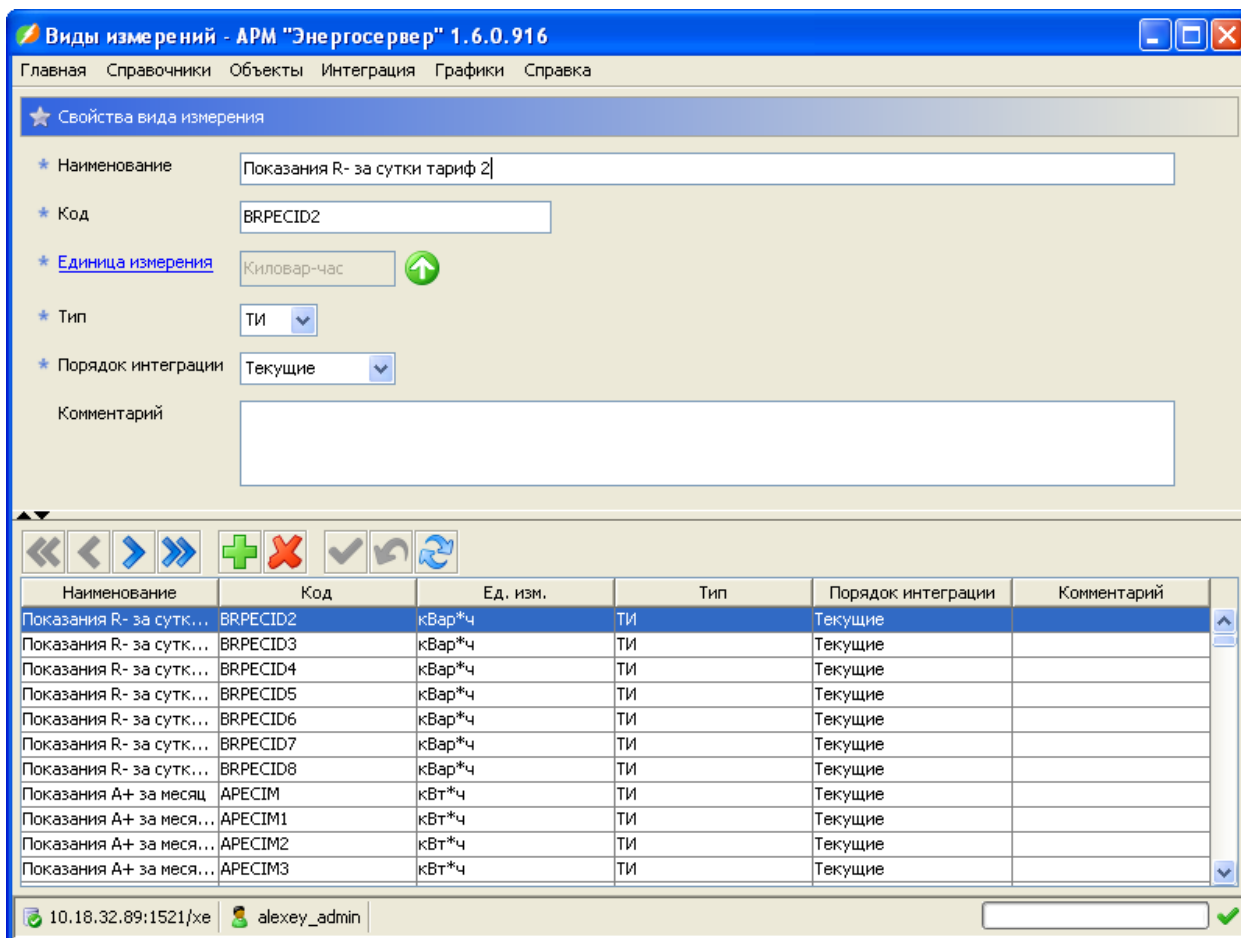 Виды измерений - АРМ "Энергосервер" 1.6.0.916
Главная Справочники Объекты Интеграция Графики Справка
Свойства вида измерения
* Наименование Показания R- за сутки тариф 2
* Код BRPECID2
* Единица измерения Киловар-час
* Тип ТИ
* Порядок интеграции Текущие
Комментарий
Наименование Код Ед. изм. Тип Порядок интеграции Комментарий
Показания R- за сутк... BRPECID2 кВар*ч ТИ Текущие
Показания R- за сутк... BRPECID3 кВар*ч ТИ Текущие
Показания R- за сутк... BRPECID4 кВар*ч ТИ Текущие
Показания R- за сутк... BRPECID5 кВар*ч ТИ Текущие
Показания R- за сутк... BRPECID6 кВар*ч ТИ Текущие
Показания R- за сутк... BRPECID7 кВар*ч ТИ Текущие
Показания R- за сутк... BRPECID8 кВар*ч ТИ Текущие
Показания A+ за месяц APECIM кВт*ч ТИ Текущие
Показания A+ за меся... APECIM1 кВт*ч ТИ Текущие
Показания A+ за меся... APECIM2 кВт*ч ТИ Текущие
Показания A+ за меся... APECIM3 кВт*ч ТИ Текущие
10.18.32.89:1521/xe alexey_admin